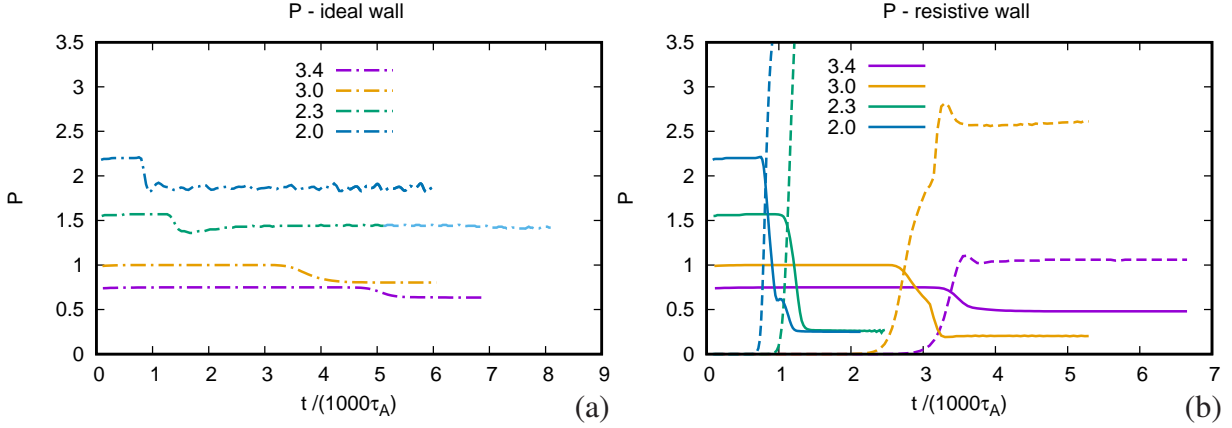 P - ideal wall
3.5
3
2.5
2
1.5
1
0.5
0
P
3.4
3.0
2.3
2.0
0 1 2 3 4 5 6 7 8 9
t /(1000τA)
(a)
P - resistive wall
3.5
3
2.5
2
1.5
1
0.5
0
P
3.4
3.0
2.3
2.0
0 1 2 3 4 5 6 7
t /(1000τA)
(b)